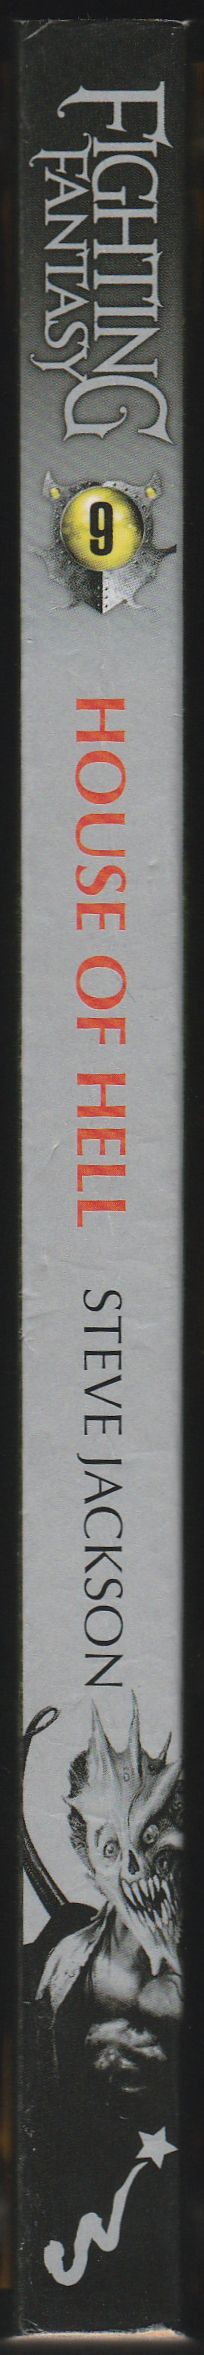 FIGHTING
FANTASY
9
HOUSE OF HELL
STEVE JACKSON